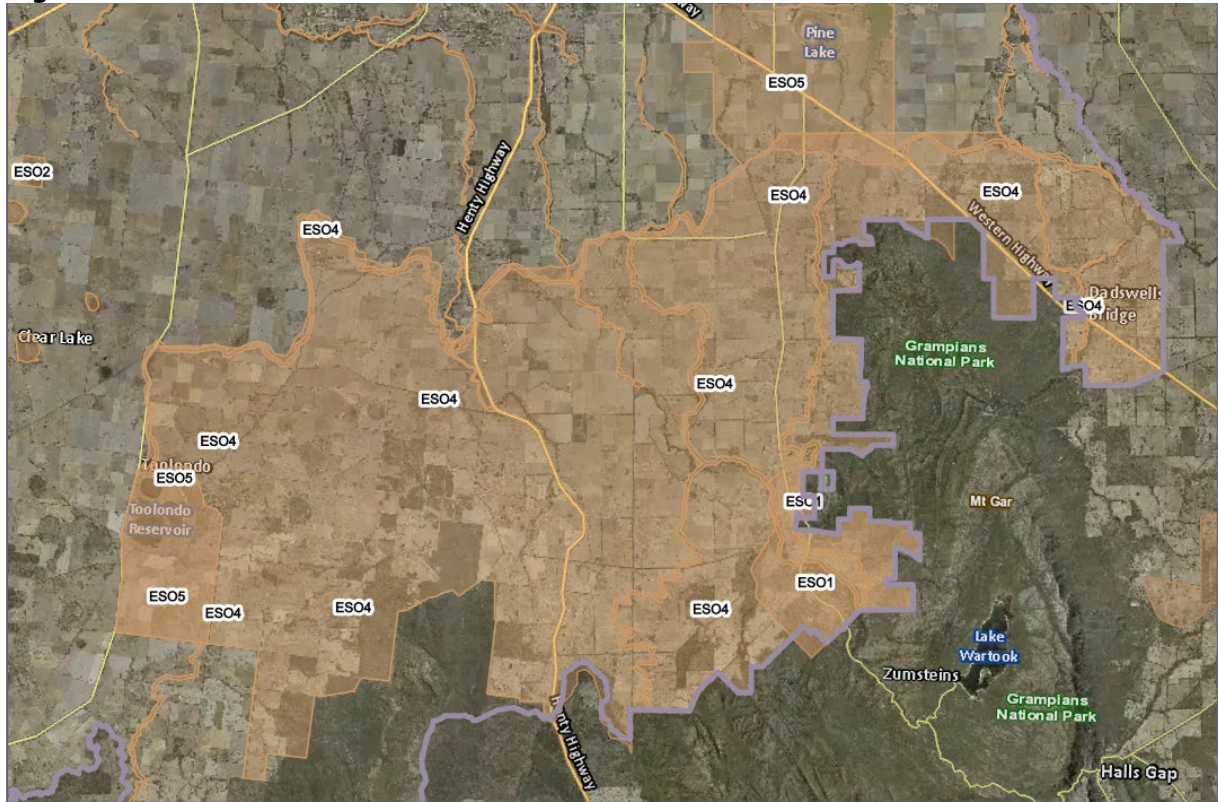 way
Pine
Lake
ESO5
Henty Highway
ESO2
ESO4
ESO4
ESO4
Western Highway
Dadswells
Bridge
ESO4
Clear Lake
Grampians
National Park
ESO4
ESO4
ESO4
Toolondo
ESO5
Mt Gar
ESO1
Toolondo
Reservoir
ESO1
ESO5
ESO4
ESO4
ESO4
Lake
Wartook
Zumsteins
Grampians
National Park
Henty Highway
Halls Gap